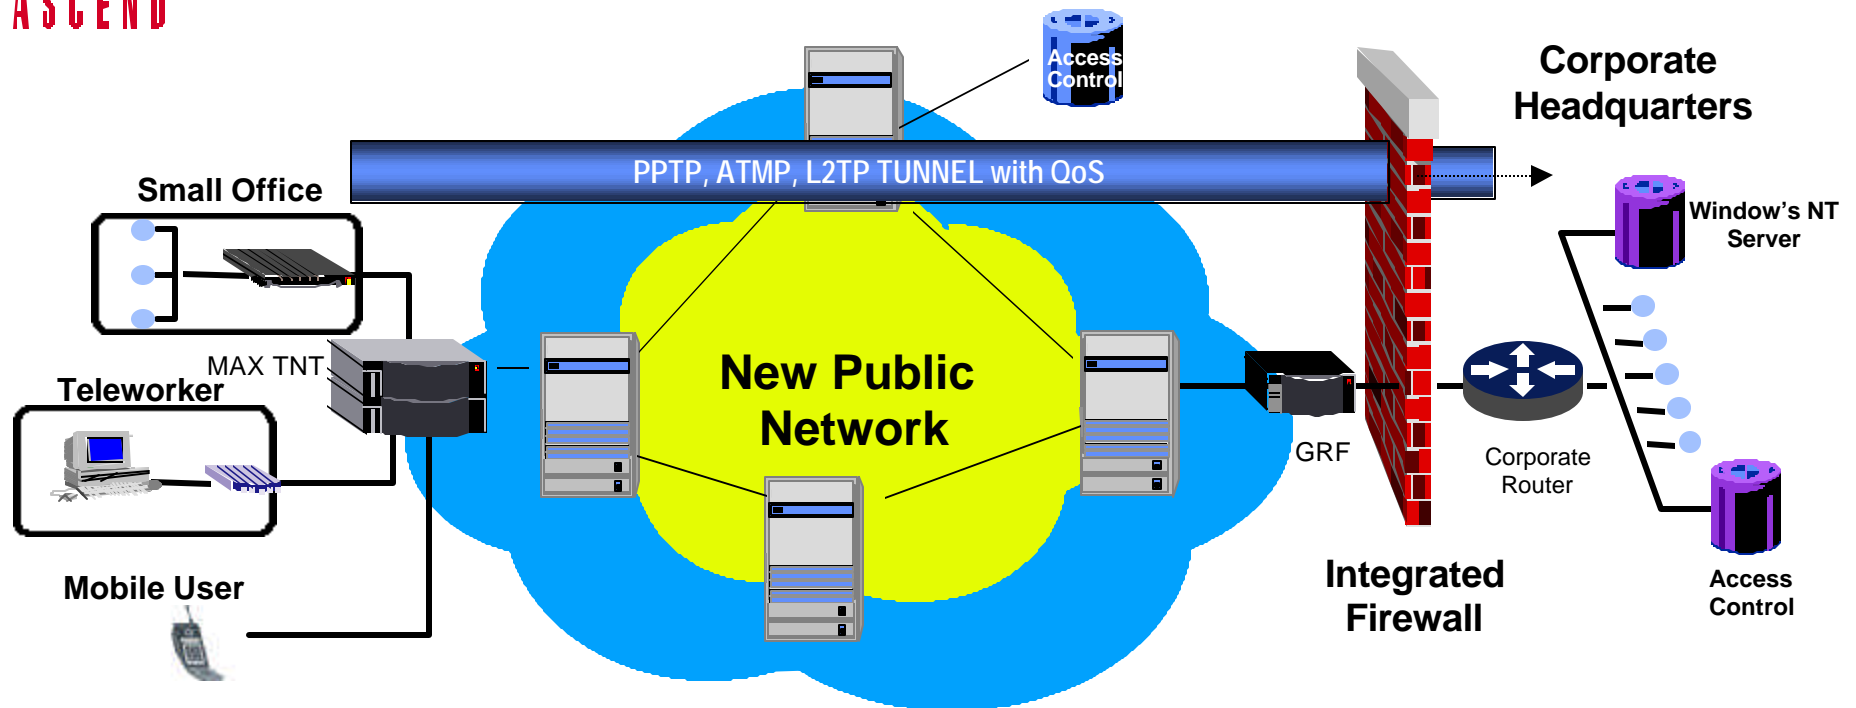 ASCEND
Access
Control
Corporate
Headquarters
PPTP, ATMP, L2TP TUNNEL with QoS
Small Office
Window's NT
Server
MAX TNT
Teleworker
New Public
Network
GRF
Corporate
Router
Mobile User
Integrated
Firewall
Access
Control